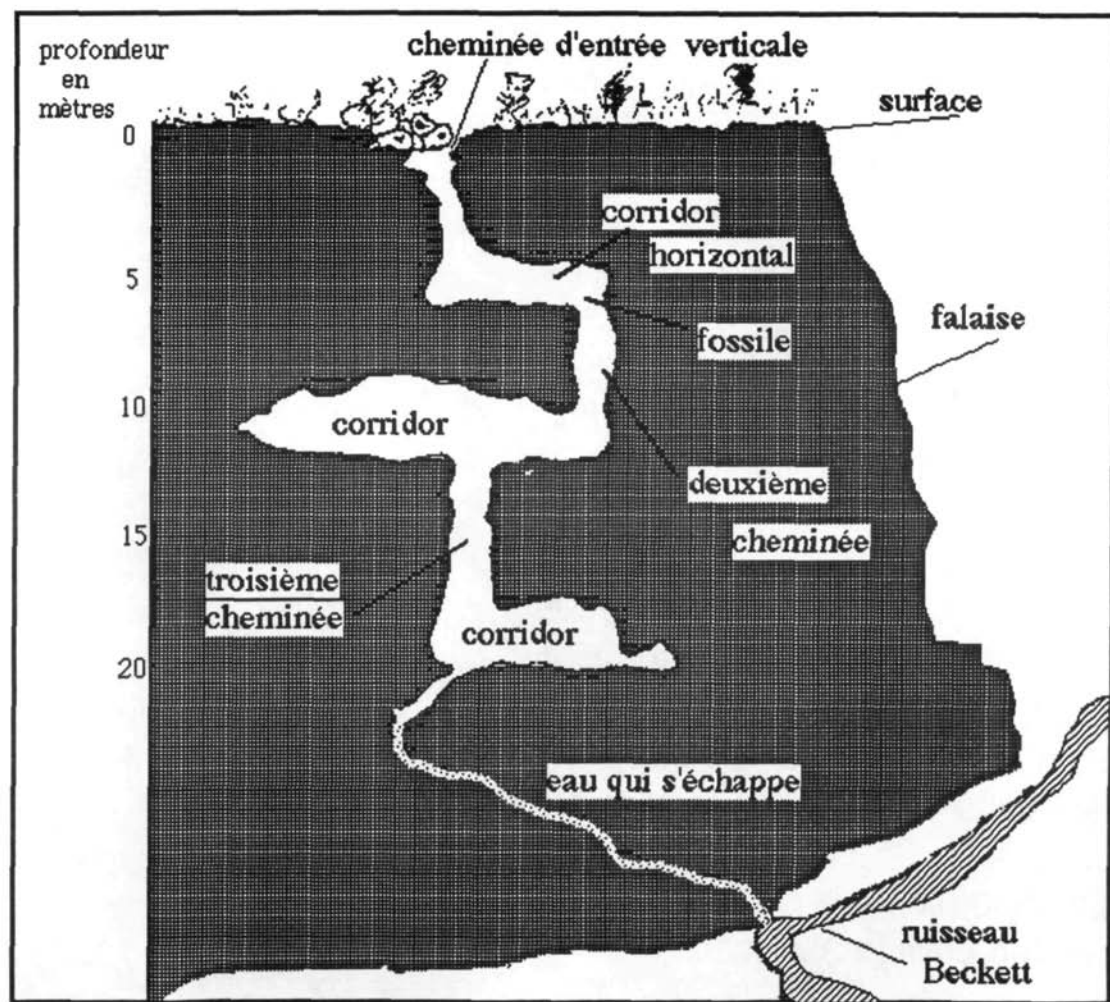 profondeur
en
mètres
cheminée d'entrée verticale
surface
0
corridor
horizontal
5
fossile
falaise
10
corridor
deuxième
cheminée
15
troisième
cheminée
corridor
20
eau qui s'échappe
ruisseau
Beckett